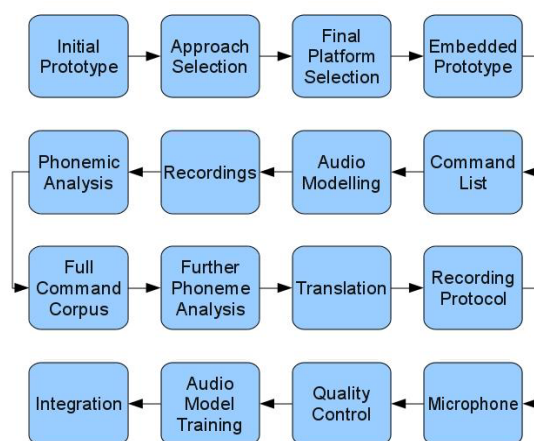 Initial
Prototype
Approach
Selection
Final
Platform
Selection
Embedded
Prototype
Phonemic
Analysis
Recordings
Audio
Modelling
Command
List
Full
Command
Corpus
Further
Phoneme
Analysis
Translation
Recording
Protocol
Integration
Audio
Model
Training
Quality
Control
Microphone